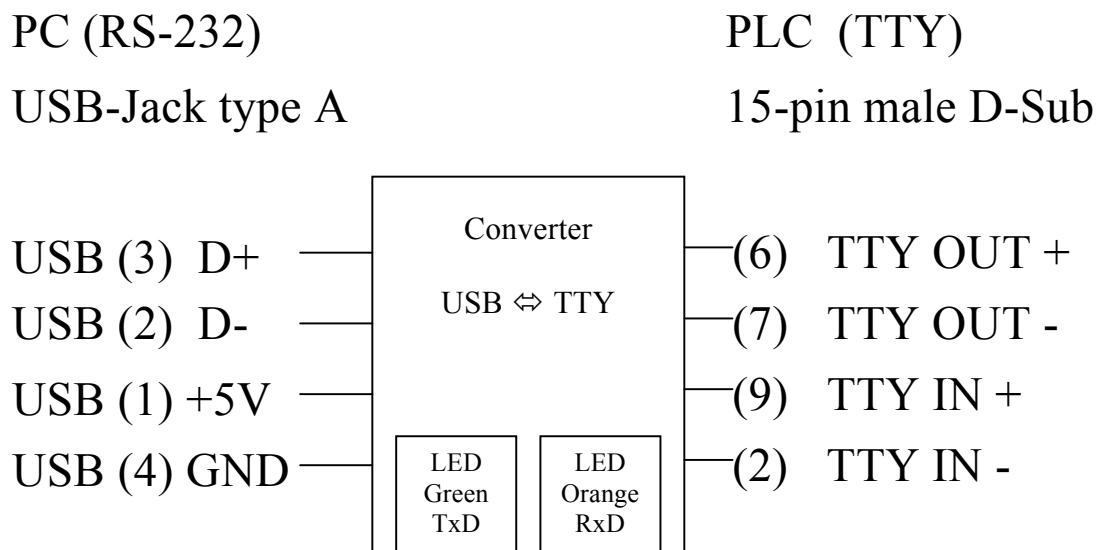 PC (RS-232)
PLC (TTY)
USB-Jack type A
15-pin male D-Sub
Converter
USB ⇔ TTY
USB (3) D+
(6) TTY OUT +
USB (2) D-
(7) TTY OUT -
USB (1) +5V
(9) TTY IN +
USB (4) GND
(2) TTY IN -
LED
Green
TxD
LED
Orange
RxD